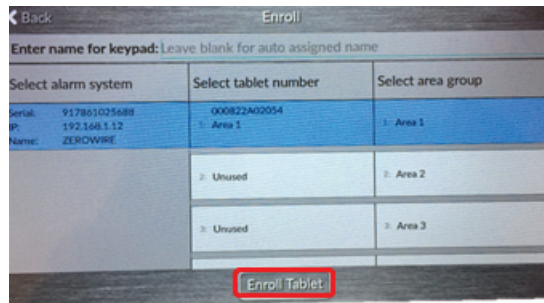 Back
Enroll
Enter name for keypad: Leave blank for auto assigned name
Select alarm system
Select tablet number
Select area group
Serial: 917861025688
IP: 192.168.1.12
Name: ZEROWIRE
000822A02054
1: Area 1
2: Unused
3: Unused
1: Area 1
2: Area 2
3: Area 3
Enroll Tablet